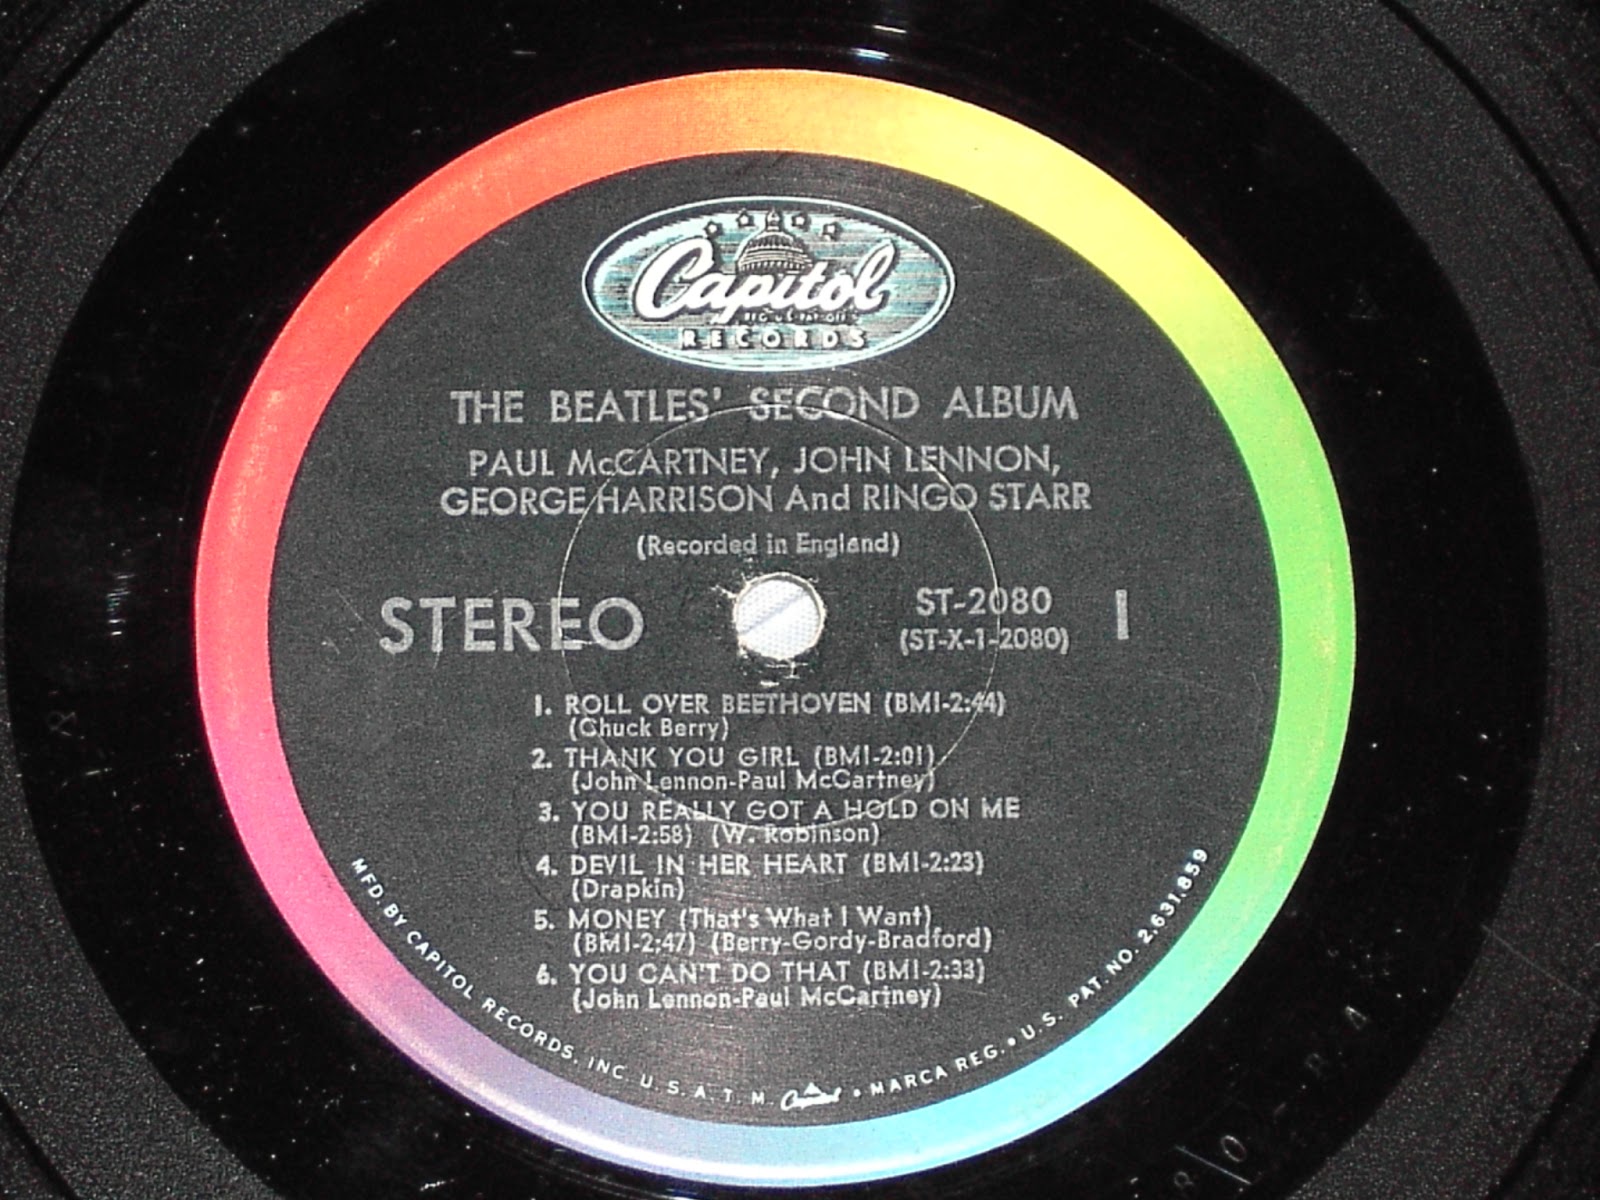 Capitol
REG. U.S. PAT. OFF.
RECORDS
THE BEATLES' SECOND ALBUM
PAUL McCARTNEY, JOHN LENNON,
GEORGE HARRISON And RINGO STARR
(Recorded in England)
STEREO
ST-2080
(ST-X-1-2080)
1
1. ROLL OVER BEETHOVEN (BMI-2:44)
(Chuck Berry)
2. THANK YOU GIRL (BMI-2:01)
(John Lennon-Paul McCartney)
3. YOU REALLY GOT A HOLD ON ME
(BMI-2:58) (W. Robinson)
4. DEVIL IN HER HEART (BMI-2:23)
(Drapkin)
5. MONEY (That's What I Want)
(BMI-2:47) (Berry-Gordy-Bradford)
6. YOU CAN'T DO THAT (BMI-2:33)
(John Lennon-Paul McCartney)
MFD. BY CAPITOL RECORDS, INC. U.S.A. T.M. Capitol • MARCA REG. • U.S. PAT. NO. 2,631,859